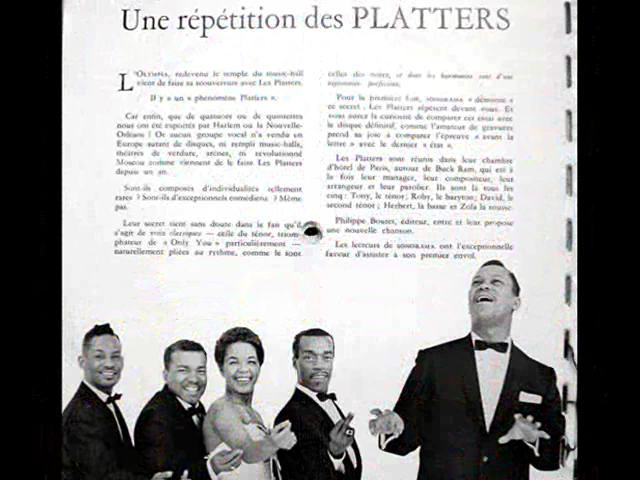 Une répétition des PLATTERS
L'OLYMPIA, redevenu le temple du music-hall
vient de faire sa réouverture avec Les Platters.
Il y a un « phénomène Platters ».
Car enfin, que de quatuors ou de quintettes
nous ont été exportés par Harlem ou la Nouvelle-
Orléans ! Or aucun groupe vocal n'a vendu en
Europe autant de disques, ni rempli music-halls,
théâtres de verdure, arènes, ni révolutionné
Moscou comme viennent de le faire Les Platters
depuis un an.
Sont-ils composés d'individualités tellement
rares ? Sont-ils d'exceptionnels comédiens ? Même
pas.
Leur secret tient sans doute dans le fait qu'il
s'agit de voix classiques — celle du ténor, triom-
phateur de « Only You » particulièrement —
naturellement pliées au rythme, comme le sont
celles des noirs, et dont les harmonies sont d'une
perfection.
Pour la première fois, SONORAMA « démonte »
ce secret : Les Platters répètent devant vous. Et
vous aurez la curiosité de comparer cet essai avec
le disque définitif, comme l'amateur de gravures
prend sa joie à comparer l'épreuve « avant la
lettre » avec le dernier « état ».
Les Platters sont réunis dans leur chambre
d'hôtel de Paris, autour de Buck Ram, qui est à
la fois leur manager, leur compositeur, leur
arrangeur et leur parolier. Ils sont là tous les
cinq : Tony, le ténor; Roby, le baryton; David, le
second ténor ; Herbert, la basse et Zola la
Philippe Boutet, éditeur, entre et leur propose
une nouvelle chanson.
Les lecteurs de SONORAMA ont l'exceptionnelle
faveur d'assister à son premier envol.